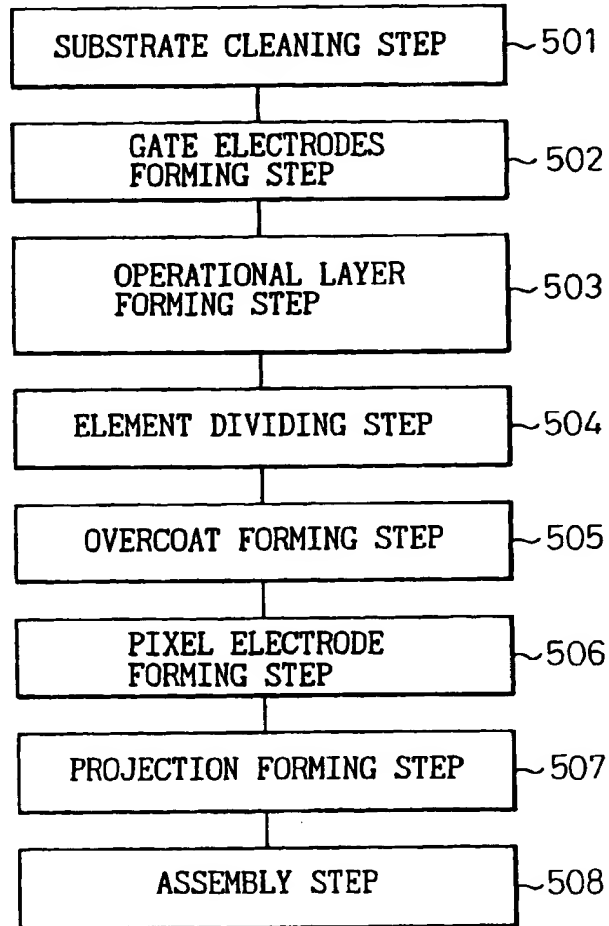 SUBSTRATE CLEANING STEP 501
GATE ELECTRODES
FORMING STEP 502
OPERATIONAL LAYER
FORMING STEP 503
ELEMENT DIVIDING STEP 504
OVERCOAT FORMING STEP 505
PIXEL ELECTRODE
FORMING STEP 506
PROJECTION FORMING STEP 507
ASSEMBLY STEP 508